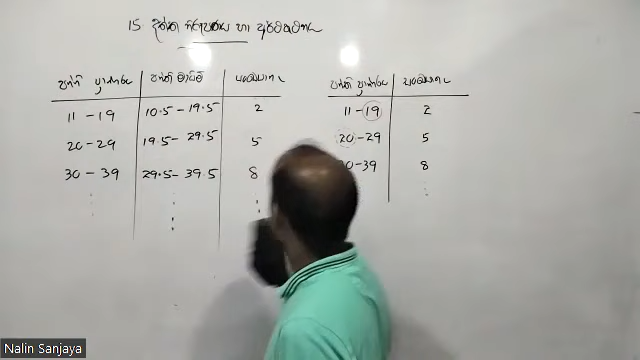 15. දත්ත නිරූපණය හා අර්ථකථනය
පන්ති ප්‍රාන්තර පන්ති මායිම් සංඛ්‍යාතය
11 - 19 10.5 - 19.5 2
20 - 29 19.5 - 29.5 5
30 - 39 29.5 - 39.5 8
පන්ති ප්‍රාන්තර සංඛ්‍යාතය
11 - 19 2
20 - 29 5
0 - 39 8
Nalin Sanjaya